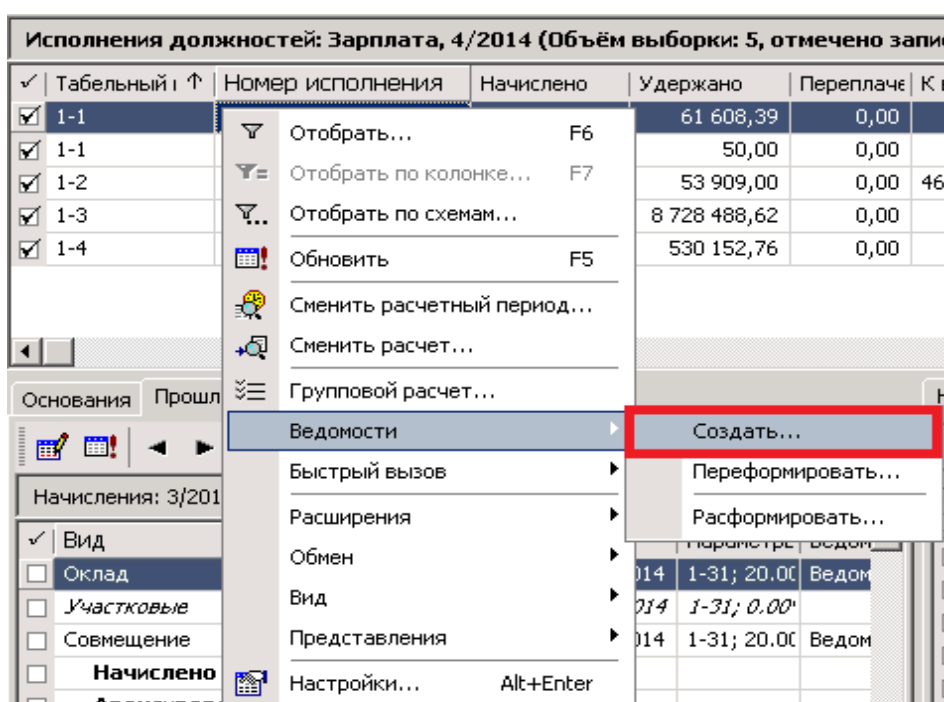 Исполнения должностей: Зарплата, 4/2014 (Объём выборки: 5, отмечено
Табельный ↑ Номер исполнения Начислено Удержано Переплаче К
1-1 61 608,39 0,00
1-1 50,00 0,00
1-2 53 909,00 0,00 46
1-3 8 728 488,62 0,00
1-4 530 152,76 0,00
Отобрать... F6
Отобрать по колонке... F7
Отобрать по схемам...
Обновить F5
Сменить расчетный период...
Сменить расчет...
Групповой расчет...
Ведомости
Быстрый вызов
Расширения
Обмен
Вид
Представления
Настройки... Alt+Enter
Создать...
Переформировать...
Расформировать...
Основания Прошл
Начисления: 3/201
Вид
Оклад 014 1-31; 20.00 Ведом
Участковые 014 1-31; 0.00
Совмещение 014 1-31; 20.00 Ведом
Начислено